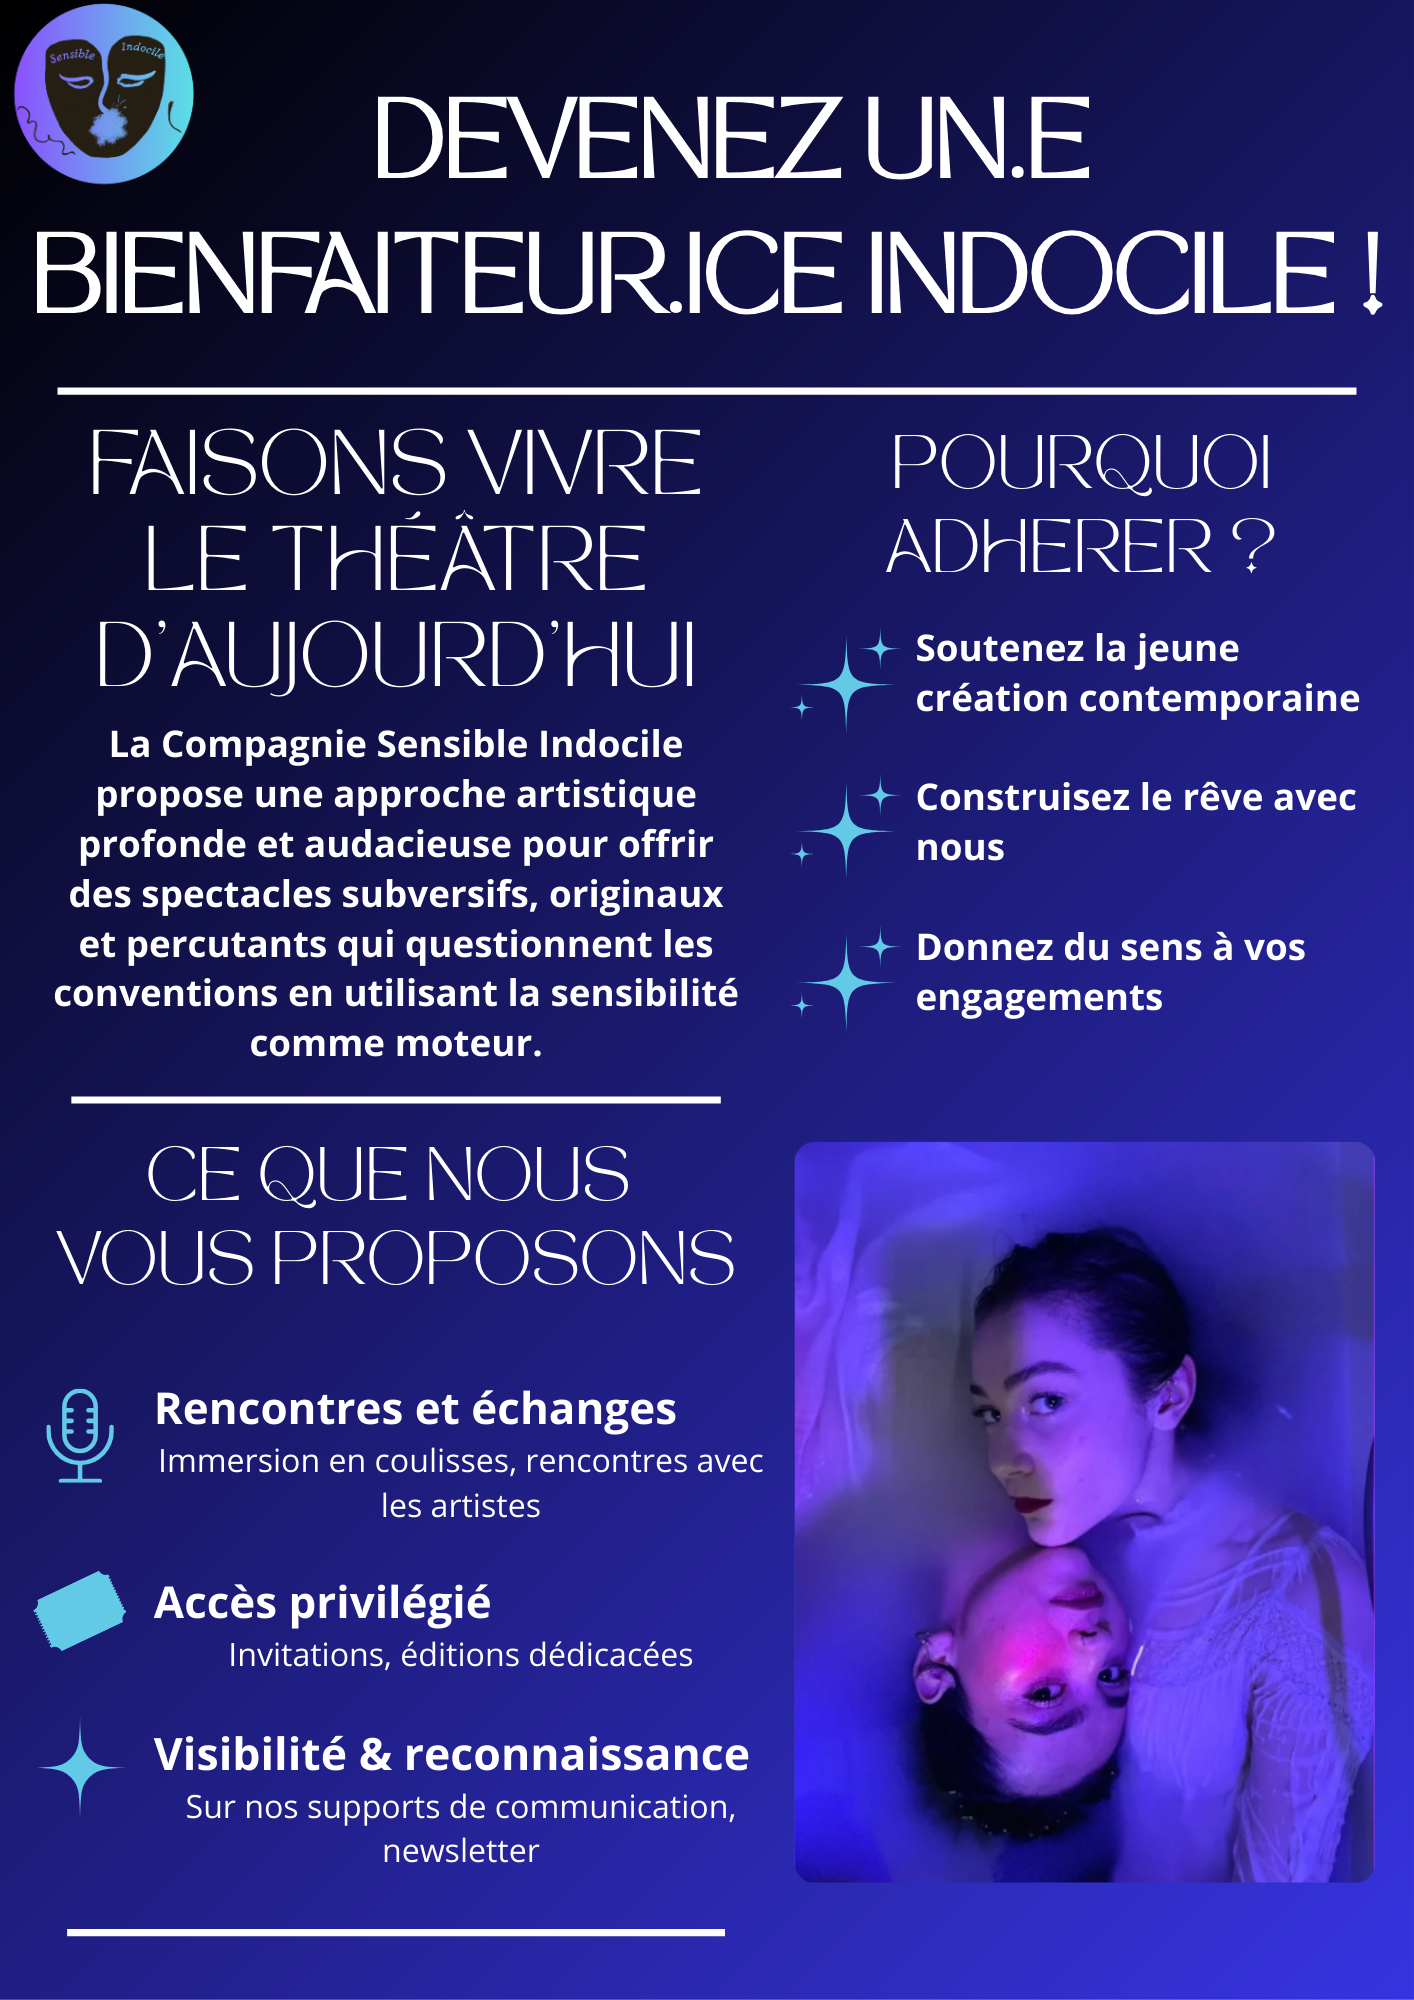 Sensible Indocile
DEVENEZ UN.E
BIENFAITEUR.ICE INDOCILE !
FAISONS VIVRE
LE THÉÂTRE
D’AUJOURD’HUI
La Compagnie Sensible Indocile
propose une approche artistique
profonde et audacieuse pour offrir
des spectacles subversifs, originaux
et percutants qui questionnent les
conventions en utilisant la sensibilité
comme moteur.
POURQUOI
ADHERER ?
Soutenez la jeune
création contemporaine
Construisez le rêve avec
nous
Donnez du sens à vos
engagements
CE QUE NOUS
VOUS PROPOSONS
Rencontres et échanges
Immersion en coulisses, rencontres avec
les artistes
Accès privilégié
Invitations, éditions dédicacées
Visibilité & reconnaissance
Sur nos supports de communication,
newsletter